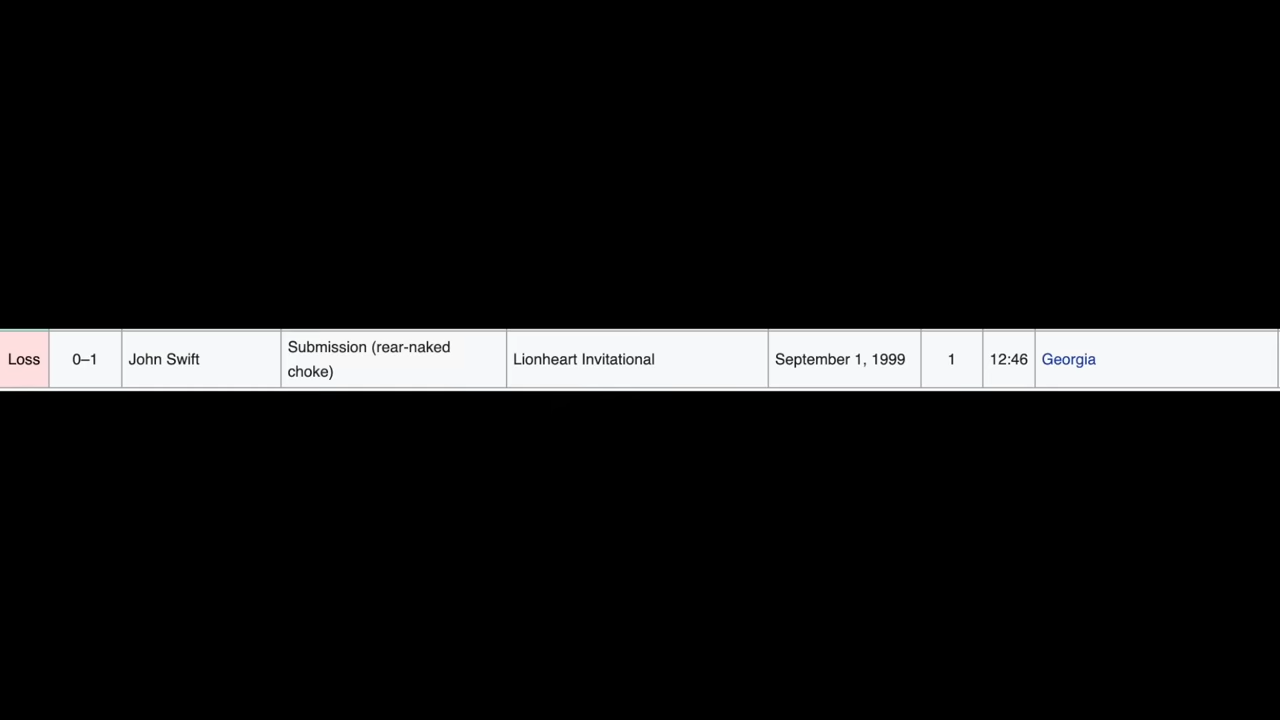 Loss 0–1 John Swift Submission (rear-naked choke) Lionheart Invitational September 1, 1999 1 12:46 Georgia